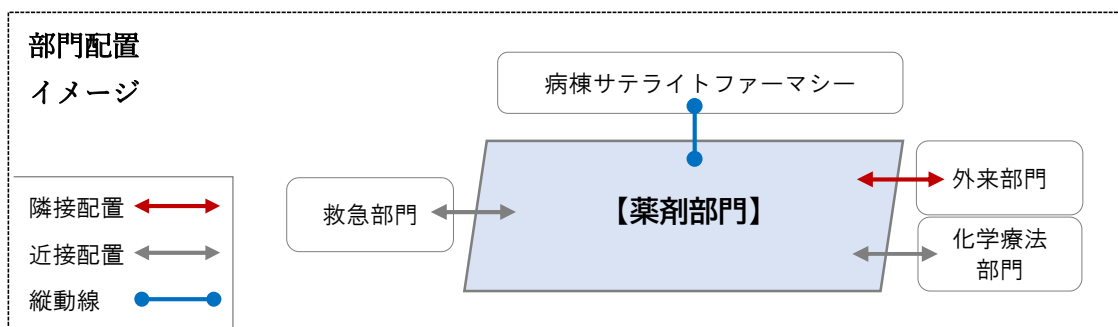 部門配置
イメージ
病棟サテライトファーマシー
隣接配置
近接配置
縦動線
救急部門
【薬剤部門】
外来部門
化学療法
部門